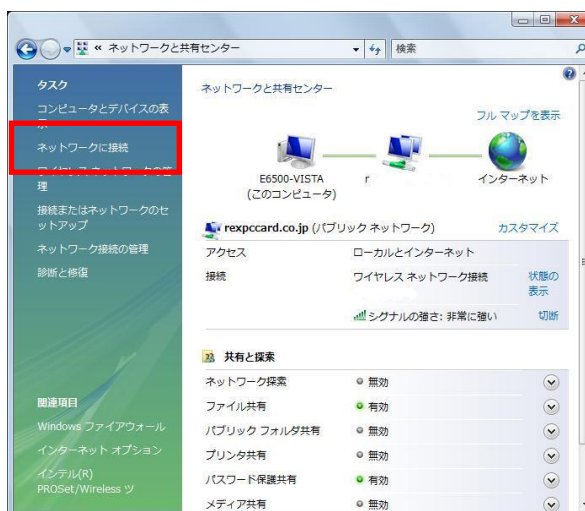 « ネットワークと共有センター
検索
タスク
コンピュータとデバイスの表
ネットワークに接続
ワイヤレス ネットワークの管
理
接続またはネットワークのセ
ットアップ
ネットワーク接続の管理
診断と修復
関連項目
Windows ファイアウォール
インターネット オプション
インテル(R)
PROSet/Wireless ツ
ネットワークと共有センター
フル マップを表示
E6500-VISTA
(このコンピュータ)
r
インターネット
rexpccard.co.jp (パブリック ネットワーク) カスタマイズ
アクセス ローカルとインターネット
接続 ワイヤレス ネットワーク接続 状態の
表示
シグナルの強さ: 非常に強い 切断
共有と探索
ネットワーク探索 無効
ファイル共有 有効
パブリック フォルダ共有 無効
プリンタ共有 無効
パスワード保護共有 有効
メディア共有 無効